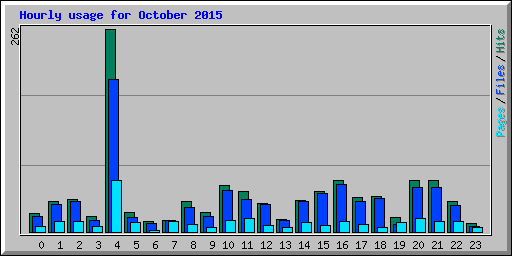 Hourly usage for October 2015
262
Pages/Files/Hits
0 1 2 3 4 5 6 7 8 9 10 11 12 13 14 15 16 17 18 19 20 21 22 23